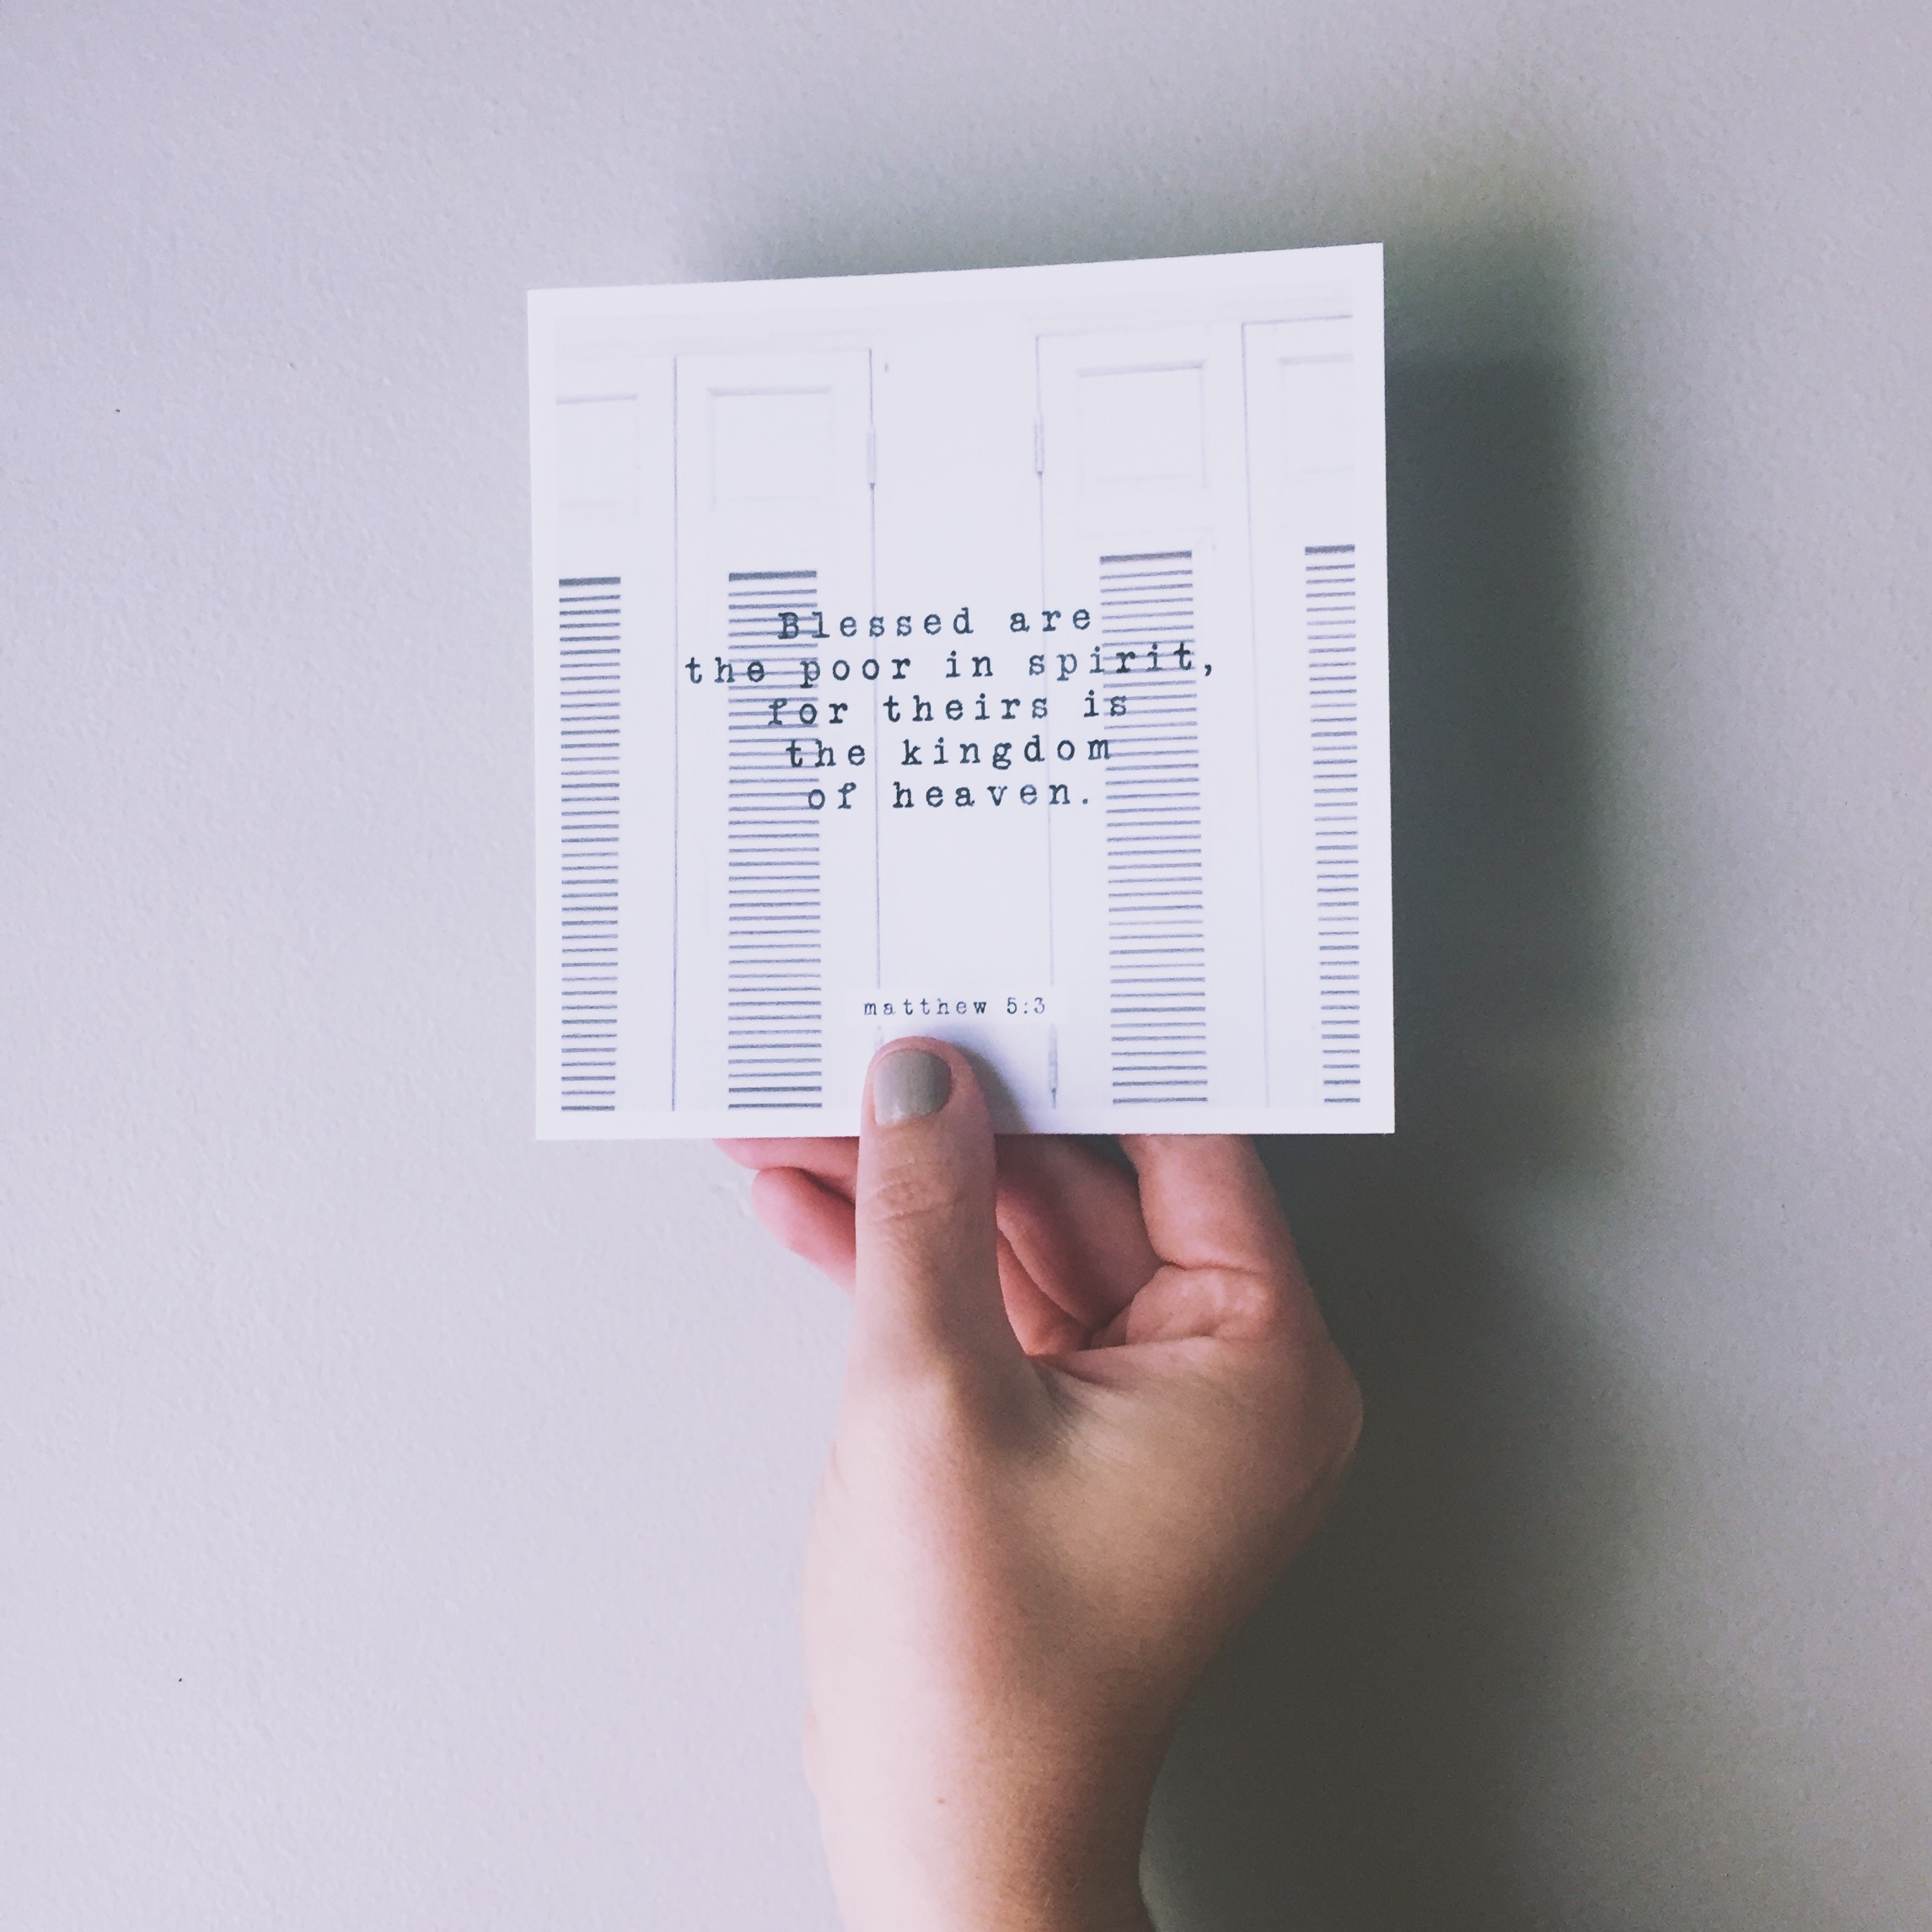 Blessed are
the poor in spirit,
for theirs is
the kingdom
of heaven.
matthew 5:3